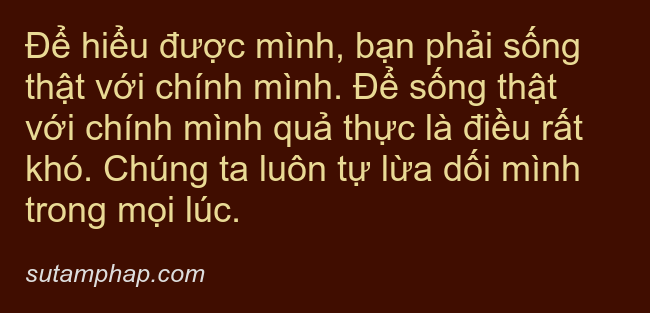 Để hiểu được mình, bạn phải sống
thật với chính mình. Để sống thật
với chính mình quả thực là điều rất
khó. Chúng ta luôn tự lừa dối mình
trong mọi lúc.
sutamphap.com